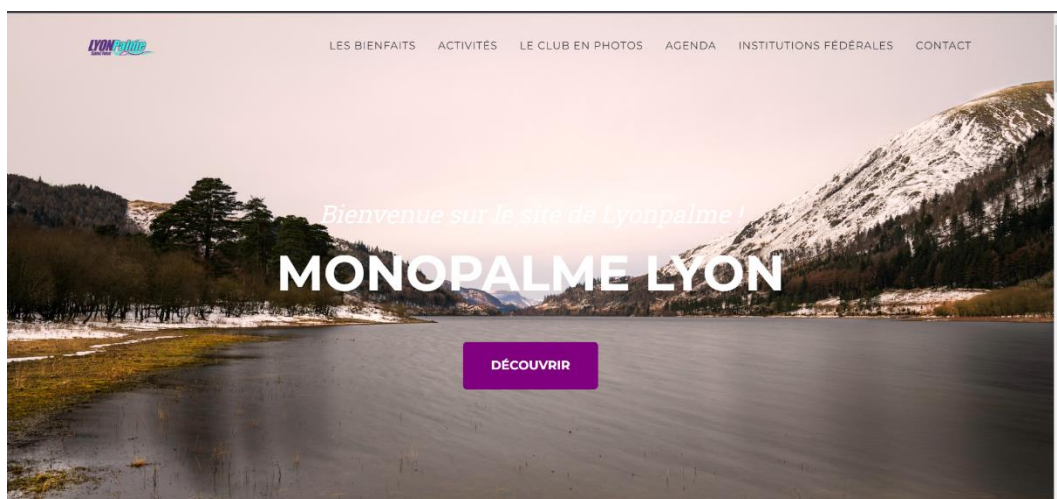 LYONPalme
LES BIENFAITS ACTIVITÉS LE CLUB EN PHOTOS AGENDA INSTITUTIONS FÉDÉRALES CONTACT
Bienvenue sur le site de Lyonpalme !
MONOPALME LYON
DÉCOUVRIR